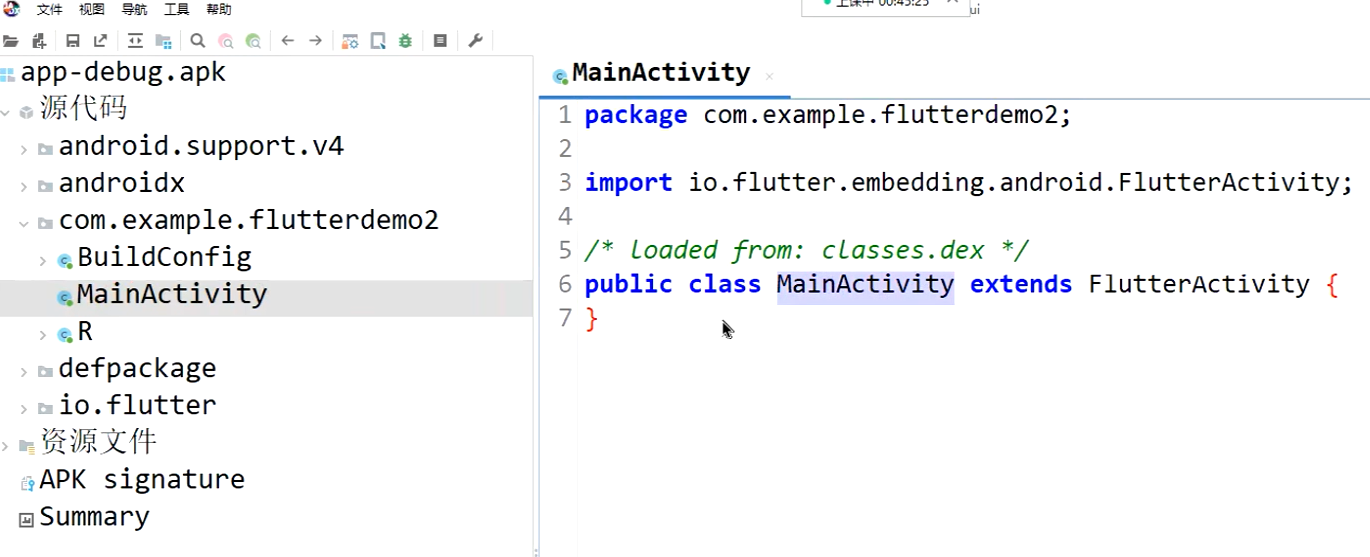 文件 视图 导航 工具 帮助
上课中 00:45:25
ui
app-debug.apk
源代码
android.support.v4
androidx
com.example.flutterdemo2
BuildConfig
MainActivity
R
defpackage
io.flutter
资源文件
APK signature
Summary
MainActivity
1 package com.example.flutterdemo2;
2
3 import io.flutter.embedding.android.FlutterActivity;
4
5 /* loaded from: classes.dex */
6 public class MainActivity extends FlutterActivity {
7 }